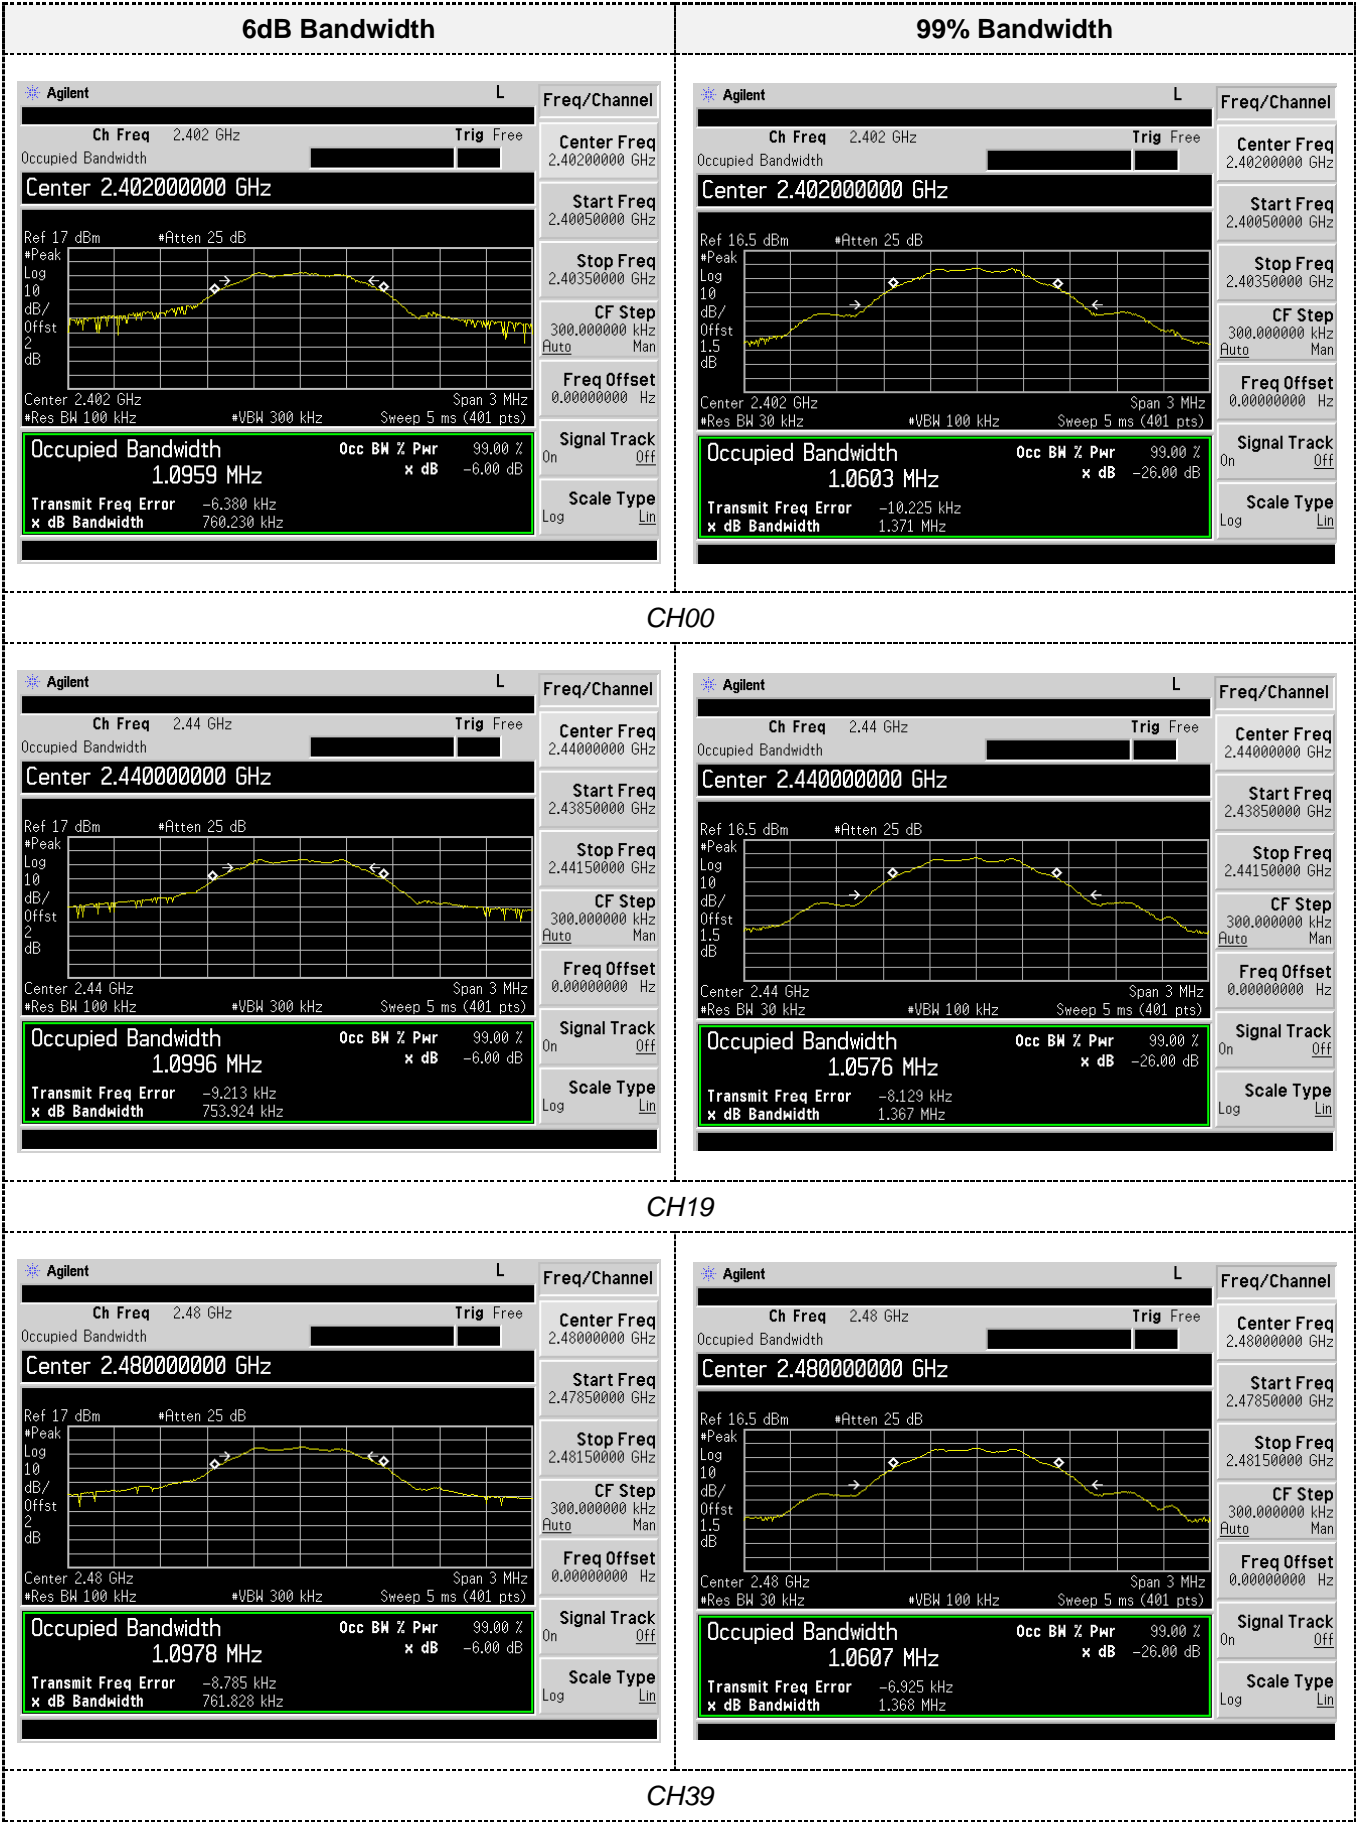 6dB Bandwidth
99% Bandwidth
Agilent L
Freq/Channel
Ch Freq 2.402 GHz Trig Free
Occupied Bandwidth
Center 2.402000000 GHz
Ref 17 dBm #Atten 25 dB
#Peak
Log
10
dB/
Offst
2
dB
Center 2.402 GHz Span 3 MHz
#Res BW 100 kHz #VBW 300 kHz Sweep 5 ms (401 pts)
Occupied Bandwidth Occ BW % Pwr 99.00 %
1.0959 MHz x dB -6.00 dB
Transmit Freq Error -6.380 kHz
x dB Bandwidth 760.230 kHz
Center Freq
2.40200000 GHz
Start Freq
2.40050000 GHz
Stop Freq
2.40350000 GHz
CF Step
300.000000 kHz
Auto Man
Freq Offset
0.00000000 Hz
Signal Track
On Off
Scale Type
Log Lin
Agilent L
Freq/Channel
Ch Freq 2.402 GHz Trig Free
Occupied Bandwidth
Center 2.402000000 GHz
Ref 16.5 dBm #Atten 25 dB
#Peak
Log
10
dB/
Offst
1.5
dB
Center 2.402 GHz Span 3 MHz
#Res BW 30 kHz #VBW 100 kHz Sweep 5 ms (401 pts)
Occupied Bandwidth Occ BW % Pwr 99.00 %
1.0603 MHz x dB -26.00 dB
Transmit Freq Error -10.225 kHz
x dB Bandwidth 1.371 MHz
Center Freq
2.40200000 GHz
Start Freq
2.40050000 GHz
Stop Freq
2.40350000 GHz
CF Step
300.000000 kHz
Auto Man
Freq Offset
0.00000000 Hz
Signal Track
On Off
Scale Type
Log Lin
CH00
Agilent L
Freq/Channel
Ch Freq 2.44 GHz Trig Free
Occupied Bandwidth
Center 2.440000000 GHz
Ref 17 dBm #Atten 25 dB
#Peak
Log
10
dB/
Offst
2
dB
Center 2.44 GHz Span 3 MHz
#Res BW 100 kHz #VBW 300 kHz Sweep 5 ms (401 pts)
Occupied Bandwidth Occ BW % Pwr 99.00 %
1.0996 MHz x dB -6.00 dB
Transmit Freq Error -9.213 kHz
x dB Bandwidth 753.924 kHz
Center Freq
2.44000000 GHz
Start Freq
2.43850000 GHz
Stop Freq
2.44150000 GHz
CF Step
300.000000 kHz
Auto Man
Freq Offset
0.00000000 Hz
Signal Track
On Off
Scale Type
Log Lin
Agilent L
Freq/Channel
Ch Freq 2.44 GHz Trig Free
Occupied Bandwidth
Center 2.440000000 GHz
Ref 16.5 dBm #Atten 25 dB
#Peak
Log
10
dB/
Offst
1.5
dB
Center 2.44 GHz Span 3 MHz
#Res BW 30 kHz #VBW 100 kHz Sweep 5 ms (401 pts)
Occupied Bandwidth Occ BW % Pwr 99.00 %
1.0576 MHz x dB -26.00 dB
Transmit Freq Error -8.129 kHz
x dB Bandwidth 1.367 MHz
Center Freq
2.44000000 GHz
Start Freq
2.43850000 GHz
Stop Freq
2.44150000 GHz
CF Step
300.000000 kHz
Auto Man
Freq Offset
0.00000000 Hz
Signal Track
On Off
Scale Type
Log Lin
CH19
Agilent L
Freq/Channel
Ch Freq 2.48 GHz Trig Free
Occupied Bandwidth
Center 2.480000000 GHz
Ref 17 dBm #Atten 25 dB
#Peak
Log
10
dB/
Offst
2
dB
Center 2.48 GHz Span 3 MHz
#Res BW 100 kHz #VBW 300 kHz Sweep 5 ms (401 pts)
Occupied Bandwidth Occ BW % Pwr 99.00 %
1.0978 MHz x dB -6.00 dB
Transmit Freq Error -8.785 kHz
x dB Bandwidth 761.828 kHz
Center Freq
2.48000000 GHz
Start Freq
2.47850000 GHz
Stop Freq
2.48150000 GHz
CF Step
300.000000 kHz
Auto Man
Freq Offset
0.00000000 Hz
Signal Track
On Off
Scale Type
Log Lin
Agilent L
Freq/Channel
Ch Freq 2.48 GHz Trig Free
Occupied Bandwidth
Center 2.480000000 GHz
Ref 16.5 dBm #Atten 25 dB
#Peak
Log
10
dB/
Offst
1.5
dB
Center 2.48 GHz Span 3 MHz
#Res BW 30 kHz #VBW 100 kHz Sweep 5 ms (401 pts)
Occupied Bandwidth Occ BW % Pwr 99.00 %
1.0607 MHz x dB -26.00 dB
Transmit Freq Error -6.925 kHz
x dB Bandwidth 1.368 MHz
Center Freq
2.48000000 GHz
Start Freq
2.47850000 GHz
Stop Freq
2.48150000 GHz
CF Step
300.000000 kHz
Auto Man
Freq Offset
0.00000000 Hz
Signal Track
On Off
Scale Type
Log Lin
CH39